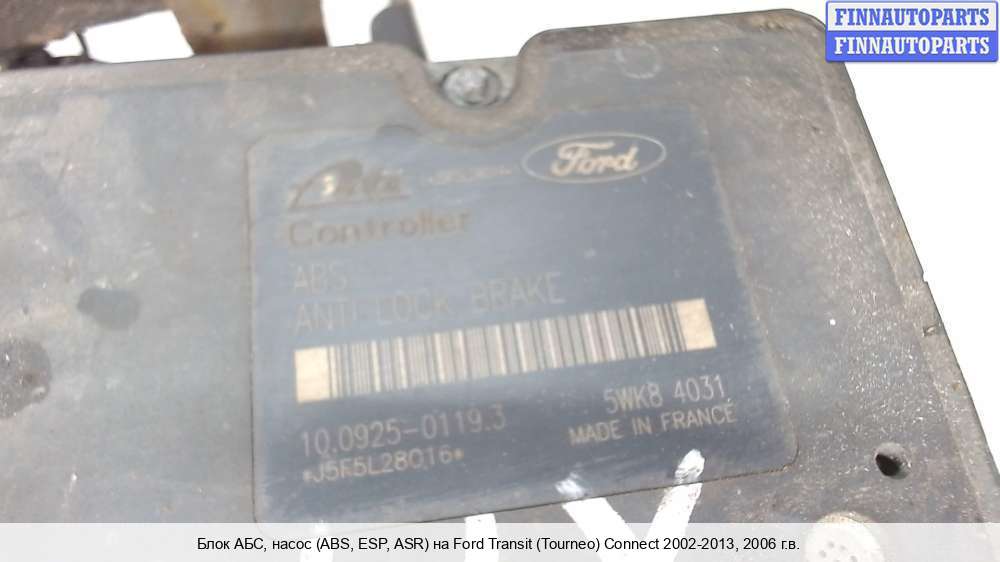 FINNAUTOPARTS
FINNAUTOPARTS
Ford
Controller
ABS
ANTI LOCK BRAKE
5WK8 4031
10.0925-0119.3
MADE IN FRANCE
*J5F5L28016*
Блок АБС, насос (ABS, ESP, ASR) на Ford Transit (Tourneo) Connect 2002-2013, 2006 г.в.